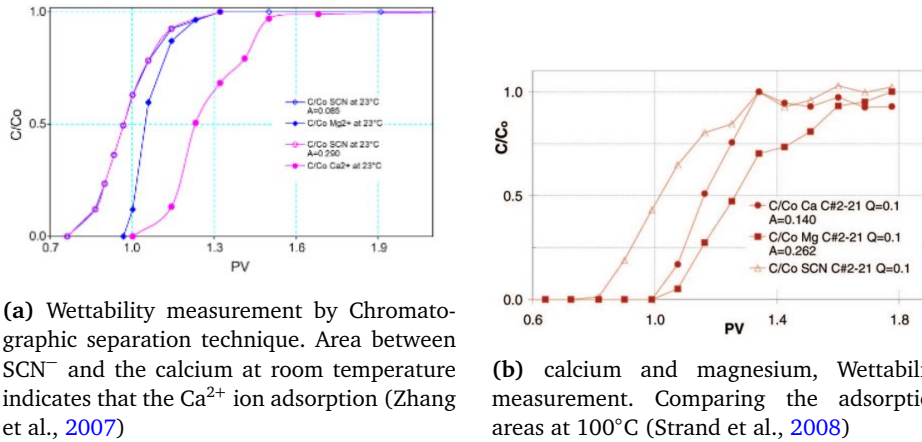 1.0
0.5
0.0
C/Co
0.7
1.0
1.3
1.6
1.9
PV
C/Co SCN at 23°C
A=0.085
C/Co Mg2+ at 23°C
C/Co SCN at 23°C
A=0.290
C/Co Ca2+ at 23°C
(a) Wettability measurement by Chromato-
graphic separation technique. Area between
SCN⁻ and the calcium at room temperature
indicates that the Ca²⁺ ion adsorption (Zhang
et al., 2007)
1.0
0.5
0.0
C/Cₒ
0.6
1.0
1.4
1.8
PV
C/Co Ca C#2-21 Q=0.1
A=0.140
C/Co Mg C#2-21 Q=0.1
A=0.262
C/Co SCN C#2-21 Q=0.1
(b) calcium and magnesium, Wettabili
measurement. Comparing the adsorptio
areas at 100°C (Strand et al., 2008)